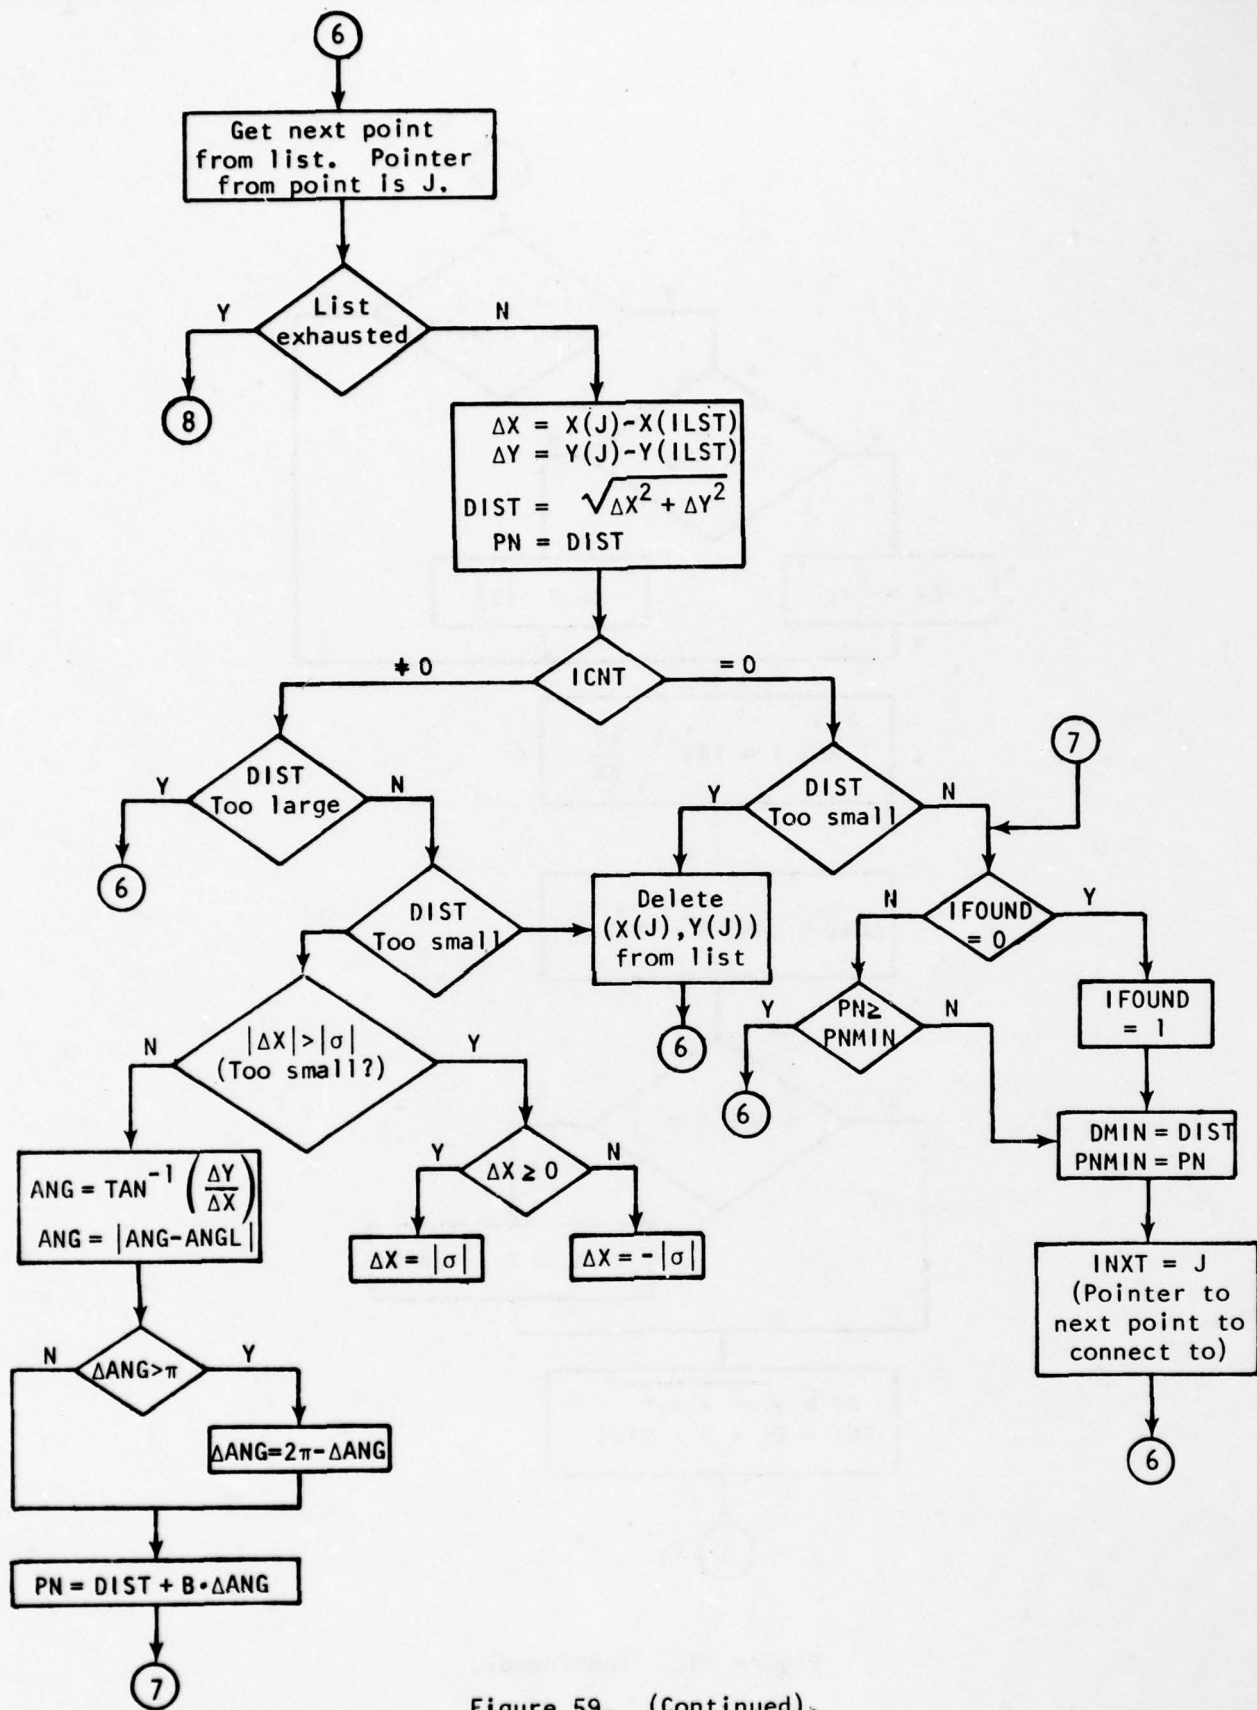 6
Get next point
from list. Pointer
from point is J.
Y
List
exhausted
N
8
ΔX = X(J)-X(ILST)
ΔY = Y(J)-Y(ILST)
DIST = √ΔX² + ΔY²
PN = DIST
≠ 0
ICNT
= 0
7
Y
DIST
Too large
N
Y
DIST
Too small
N
6
DIST
Too small
Delete
(X(J),Y(J))
from list
N
IFOUND
= 0
Y
6
N
|ΔX|>|σ|
(Too small?)
Y
Y
PN≥
PNMIN
N
IFOUND
= 1
6
ANG = TAN⁻¹ (ΔY/ΔX)
ANG = |ANG-ANGL|
Y
ΔX ≥ 0
N
DMIN = DIST
PNMIN = PN
ΔX = |σ|
ΔX = -|σ|
INXT = J
(Pointer to
next point to
connect to)
N
ΔANG>π
Y
ΔANG=2π-ΔANG
6
PN = DIST + B•ΔANG
7
Figure 59. (Continued).